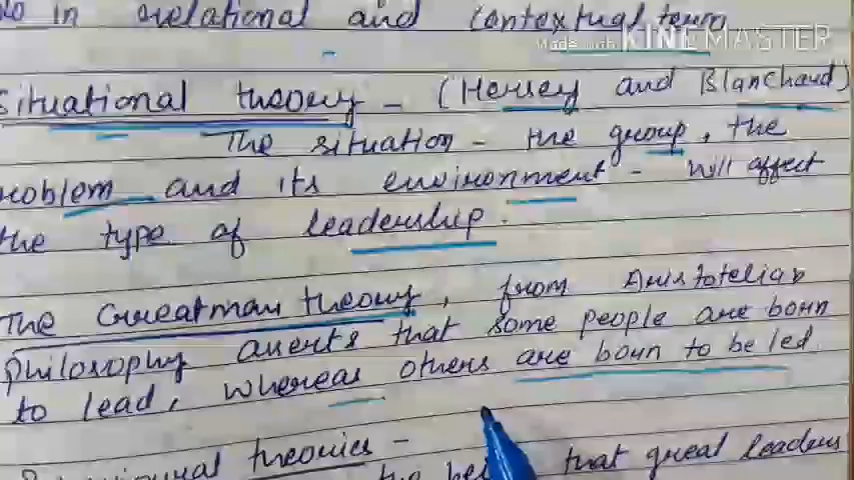 in relational and contextual term
Made with KINEMASTER
Situational theory - (Hersey and Blanchard)
The situation - the group, the
problem and its environment - will affect
the type of leadership.
The Greatman theory, from Aristotelian
philosophy asserts that some people are born
to lead, whereas others are born to be led
theories -
the that great leaders